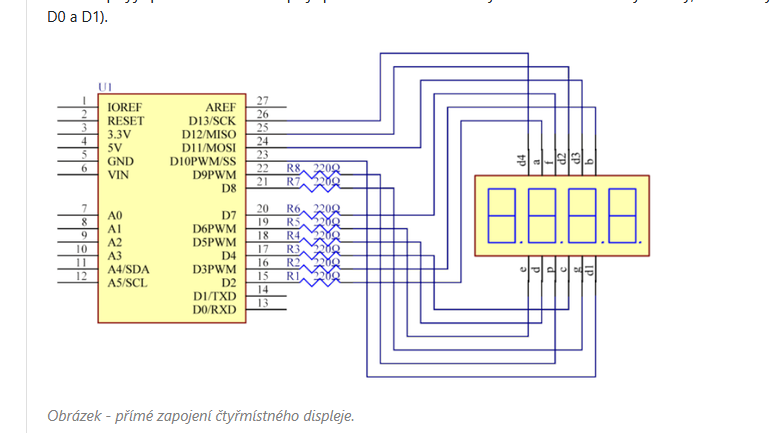 D0 a D1).
U1
1 IOREF AREF 27
2 RESET D13/SCK 26
3 3.3V D12/MISO 25
4 5V D11/MOSI 24
5 GND D10PWM/SS 23
6 VIN D9PWM 22 R8 220Ω
D8 21 R7 220Ω
7 A0 D7 20 R6 220Ω
8 A1 D6PWM 19 R5 220Ω
9 A2 D5PWM 18 R4 220Ω
10 A3 D4 17 R3 220Ω
11 A4/SDA D3PWM 16 R2 220Ω
12 A5/SCL D2 15 R1 220Ω
D1/TXD 14
D0/RXD 13
d4 a f d2 d3 b
e d p c g d1
Obrázek - přímé zapojení čtyřmístného displeje.